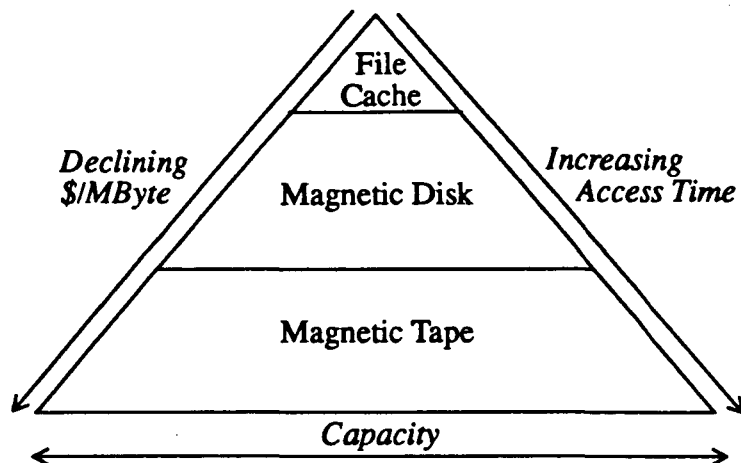 File
Cache
Declining
$/MByte
Increasing
Access Time
Magnetic Disk
Magnetic Tape
Capacity